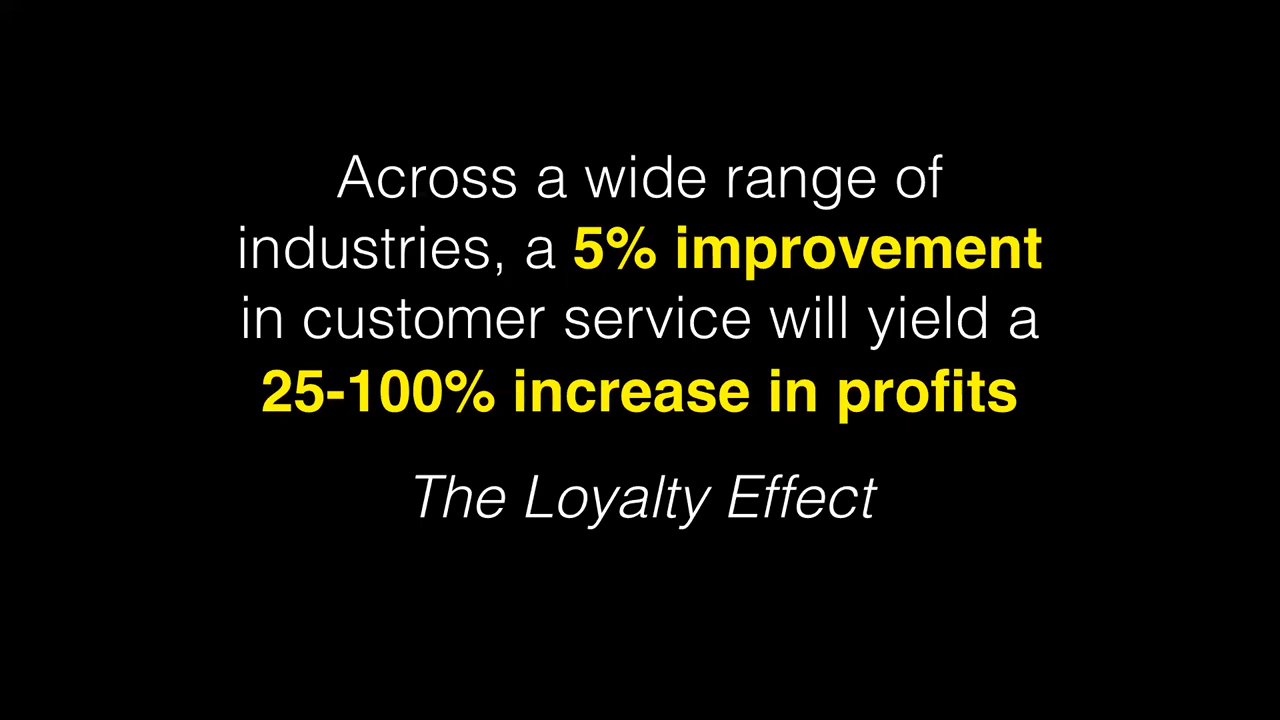 Across a wide range of
industries, a 5% improvement
in customer service will yield a
25-100% increase in profits
The Loyalty Effect